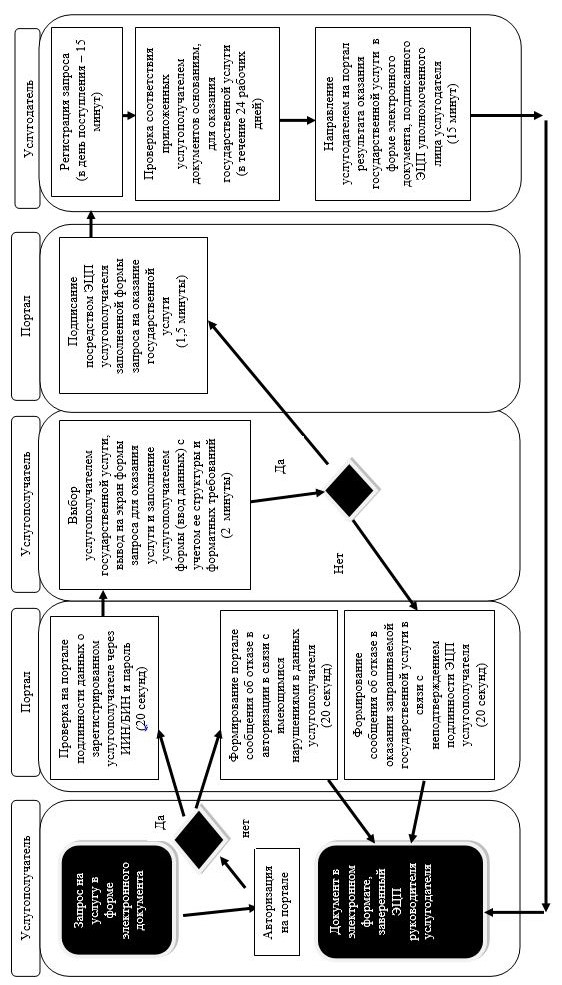 Услугополучатель
Портал
Услугополучатель
Портал
Услугодатель
Запрос на
услугу в
форме
электронного
документа
Авторизация
на портале
Да
нет
Документ в
электронном
формате,
заверенный
ЭЦП
руководителя
услугодателя
Проверка на портале
подлинности данных о
зарегистрированном
услугополучателе через
ИИН/БИН и пароль
(20 секунд)
Формирование портале
сообщения об отказе в
авторизации в связи с
имеющимися
нарушениями в данных
услугополучателя
(20 секунд)
Формирование
сообщения об отказе в
оказании запрашиваемой
государственной услуги в
связи с
неподтверждением
подлинности ЭЦП
услугополучателя
(20 секунд)
Выбор
услугополучателем
государственной услуги,
вывод на экран формы
запроса для оказания
услуги и заполнение
услугополучателем
формы (ввод данных) с
учетом ее структуры и
форматных требований
(2 минуты)
Да
Нет
Подписание
посредством ЭЦП
услугополучателя
заполненной формы
запроса на оказание
государственной
услуги
(1,5 минуты)
Регистрация запроса
(в день поступления – 15
минут)
Проверка соответствия
приложенных
услугополучателем
документов основаниям,
для оказания
государственной услуги
(в течение 24 рабочих
дней)
Направление
услугодателем на портал
результата оказания
государственной услуги в
форме электронного
документа, подписанного
ЭЦП уполномоченного
лица услугодателя
(15 минут)